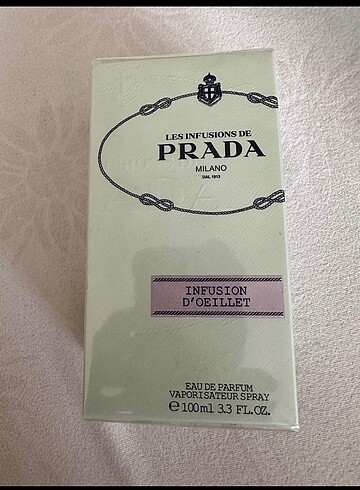 LES INFUSIONS DE
PRADA
MILANO
DAL 1913
INFUSION
D'OEILLET
EAU DE PARFUM
VAPORISATEUR SPRAY
e 100ml 3.3 FL.OZ.